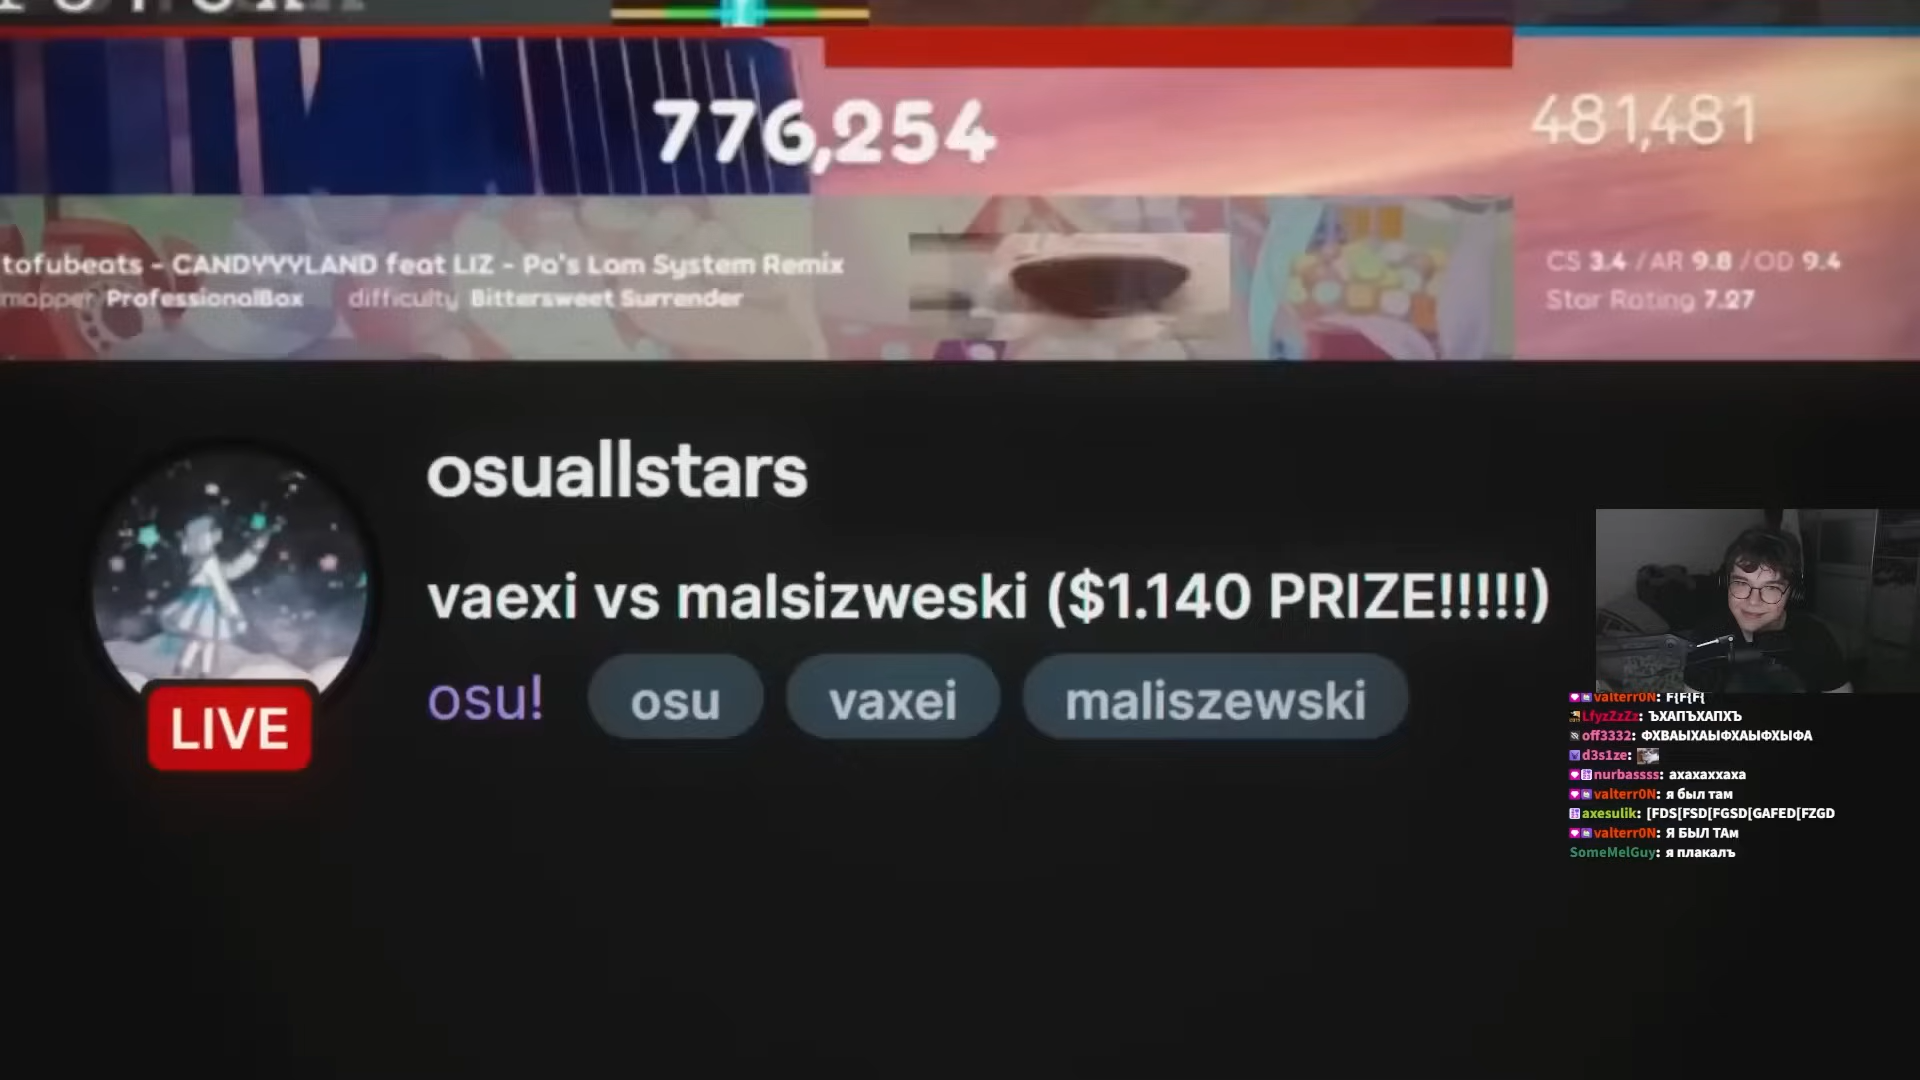 776,254
481,481
tofubeats - CANDYYYLAND feat LIZ - Pa's Lam System Remix
mapper ProfessionalBox difficulty Bittersweet Surrender
CS 3.4 / AR 9.8 / OD 9.4
Star Rating 7.27
osuallstars
vaexi vs malsizweski ($1.140 PRIZE!!!!!)
osu! osu vaxei maliszewski
LIVE
valterr0N: F{F{F{
LfyzZzZz: ЪХАПЪХАПХЪ
off3332: ФХВАЫХАЫФХАЫФХЫФА
d3s1ze:
nurbassss: ахахаххаха
valterr0N: я был там
axesulik: [FDS[FSD[FGSD[GAFED[FZGD
valterr0N: Я БЫЛ ТАм
SomeMelGuy: я плакалъ